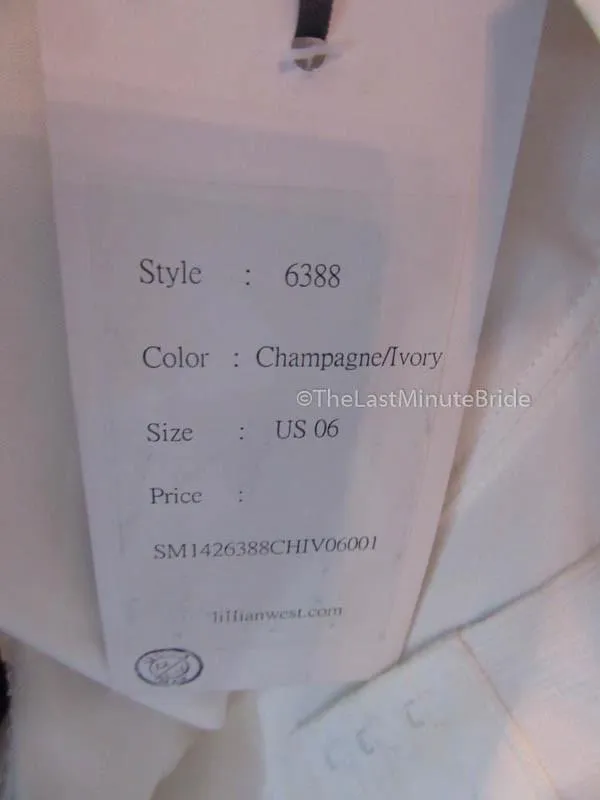 Style : 6388
Color : Champagne/Ivory
©TheLastMinuteBride
Size : US 06
Price :
SM1426388CHIV06001
lillianwest.com